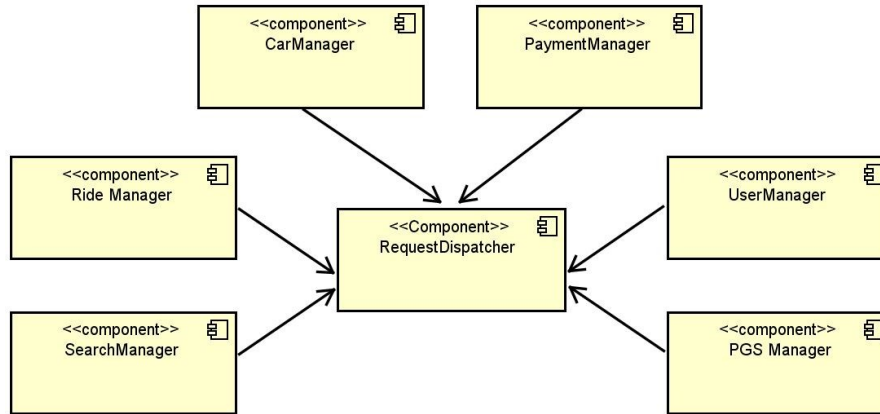 <<component>>
CarManager
<<component>>
PaymentManager
<<component>>
Ride Manager
<<component>>
UserManager
<<Component>>
RequestDispatcher
<<component>>
SearchManager
<<component>>
PGS Manager